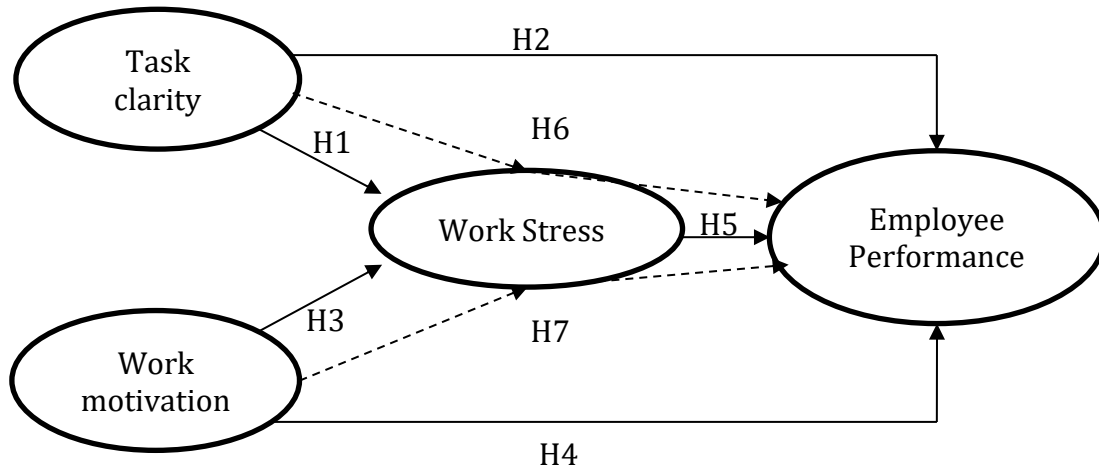 H2
Task
clarity
H6
H1
Work Stress
H5
Employee
Performance
H3
H7
Work
motivation
H4